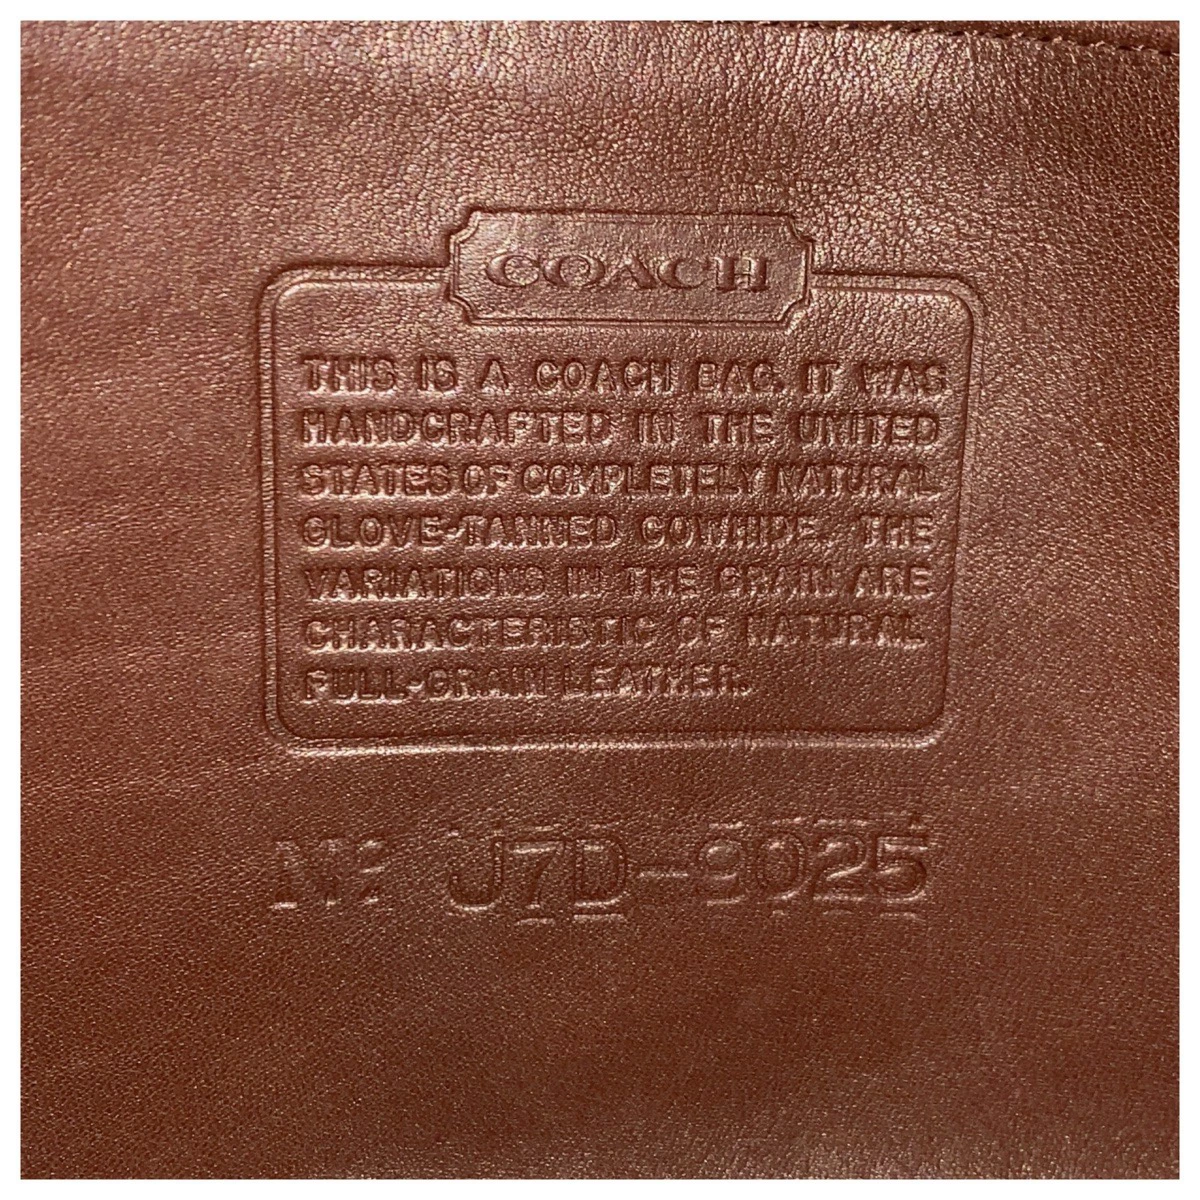 COACH
THIS IS A COACH BAG. IT WAS
HANDCRAFTED IN THE UNITED
STATES OF COMPLETELY NATURAL
GLOVE-TANNED COWHIDE. THE
VARIATIONS IN THE GRAIN ARE
CHARACTERISTIC OF NATURAL
FULL-GRAIN LEATHER.
Nº J7D-9025